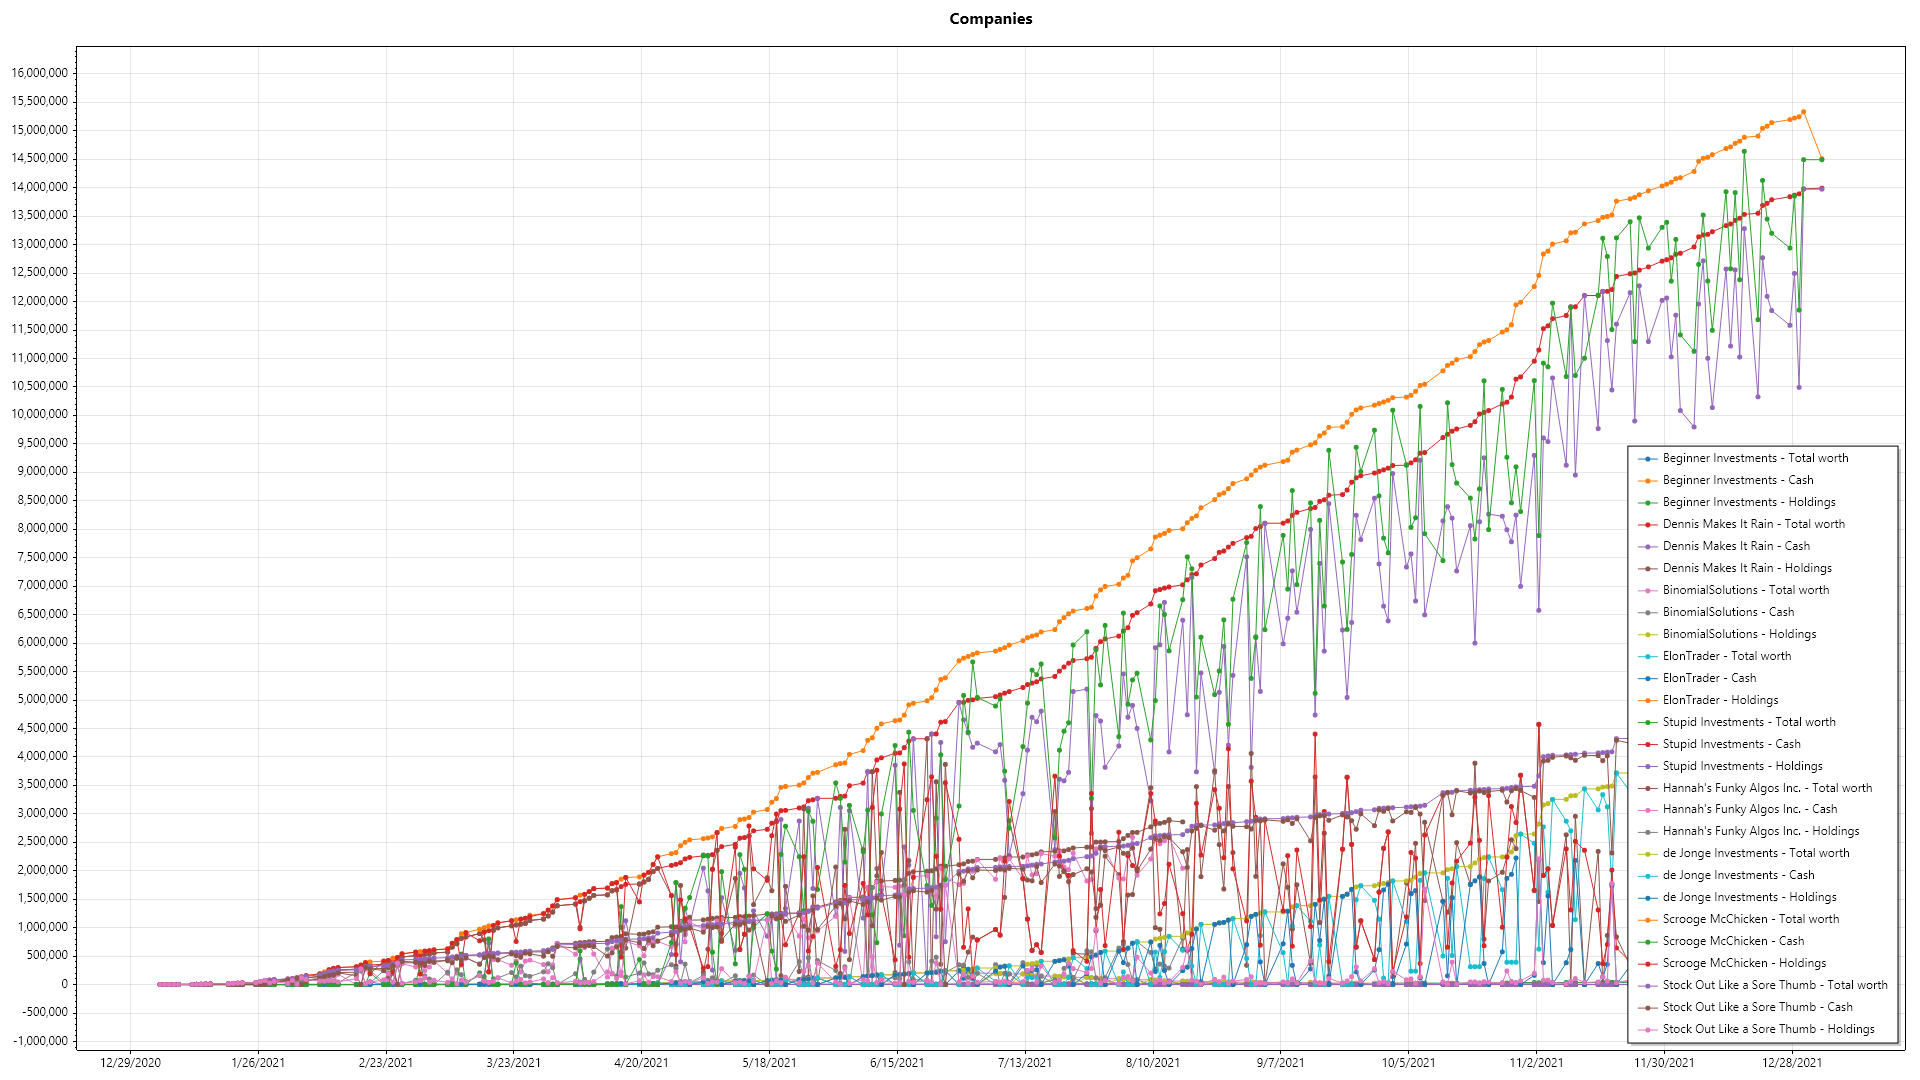 Companies
16,000,000
15,500,000
15,000,000
14,500,000
14,000,000
13,500,000
13,000,000
12,500,000
12,000,000
11,500,000
11,000,000
10,500,000
10,000,000
9,500,000
9,000,000
8,500,000
8,000,000
7,500,000
7,000,000
6,500,000
6,000,000
5,500,000
5,000,000
4,500,000
4,000,000
3,500,000
3,000,000
2,500,000
2,000,000
1,500,000
1,000,000
500,000
0
-500,000
-1,000,000
12/29/2020 1/26/2021 2/23/2021 3/23/2021 4/20/2021 5/18/2021 6/15/2021 7/13/2021 8/10/2021 9/7/2021 10/5/2021 11/2/2021 11/30/2021 12/28/2021
Beginner Investments - Total worth
Beginner Investments - Cash
Beginner Investments - Holdings
Dennis Makes It Rain - Total worth
Dennis Makes It Rain - Cash
Dennis Makes It Rain - Holdings
BinomialSolutions - Total worth
BinomialSolutions - Cash
BinomialSolutions - Holdings
ElonTrader - Total worth
ElonTrader - Cash
ElonTrader - Holdings
Stupid Investments - Total worth
Stupid Investments - Cash
Stupid Investments - Holdings
Hannah's Funky Algos Inc. - Total worth
Hannah's Funky Algos Inc. - Cash
Hannah's Funky Algos Inc. - Holdings
de Jonge Investments - Total worth
de Jonge Investments - Cash
de Jonge Investments - Holdings
Scrooge McChicken - Total worth
Scrooge McChicken - Cash
Scrooge McChicken - Holdings
Stock Out Like a Sore Thumb - Total worth
Stock Out Like a Sore Thumb - Cash
Stock Out Like a Sore Thumb - Holdings